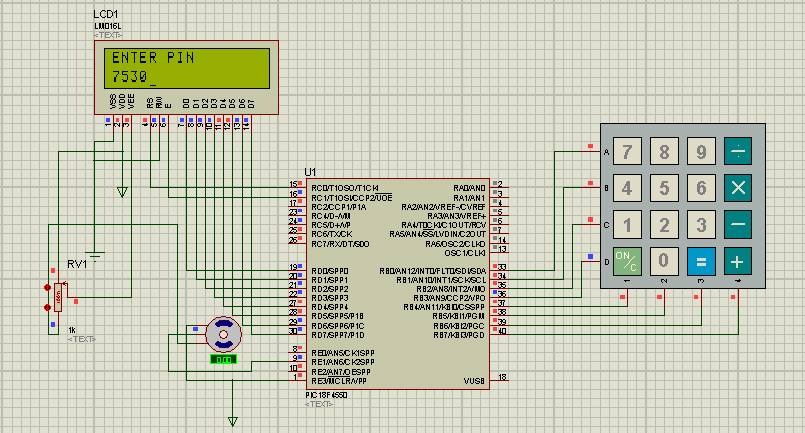 LCD1
LM016L
<TEXT>
ENTER PIN
7530_
VSS VDD VEE RS RW E D0 D1 D2 D3 D4 D5 D6 D7
1 2 3 4 5 6 7 8 9 10 11 12 13 14
U1
15 RC0/T1OSO/T1CKI RA0/AN0 2
16 RC1/T1OSI/CCP2/UOE RA1/AN1 3
17 RC2/CCP1/P1A RA2/AN2/VREF-/CVREF 4
23 RC4/D-/VM RA3/AN3/VREF+ 5
24 RC5/D+/VP RA4/T0CKI/C1OUT/RCV 6
25 RC6/TX/CK RA5/AN4/SS/LVDIN/C2OUT 7
26 RC7/RX/DT/SDO RA6/OSC2/CLKO 14
OSC1/CLKI 13
19 RD0/SPP0 RB0/AN12/INT0/FLT0/SDI/SDA 33
20 RD1/SPP1 RB1/AN10/INT1/SCK/SCL 34
21 RD2/SPP2 RB2/AN8/INT2/VMO 35
22 RD3/SPP3 RB3/AN9/CCP2/VPO 36
27 RD4/SPP4 RB4/AN11/KBI0/CSSPP 37
28 RD5/SPP5/P1B RB5/KBI1/PGM 38
29 RD6/SPP6/P1C RB6/KBI2/PGC 39
30 RD7/SPP7/P1D RB7/KBI3/PGD 40
8 RE0/AN5/CK1SPP
9 RE1/AN6/CK2SPP
10 RE2/AN7/OESPP
1 RE3/MCLR/VPP VUSB 18
PIC18F4550
<TEXT>
RV1
1k
<TEXT>
0.00
A 7 8 9 ÷
B 4 5 6 ×
C 1 2 3 −
D ON/C 0 = +
1 2 3 4